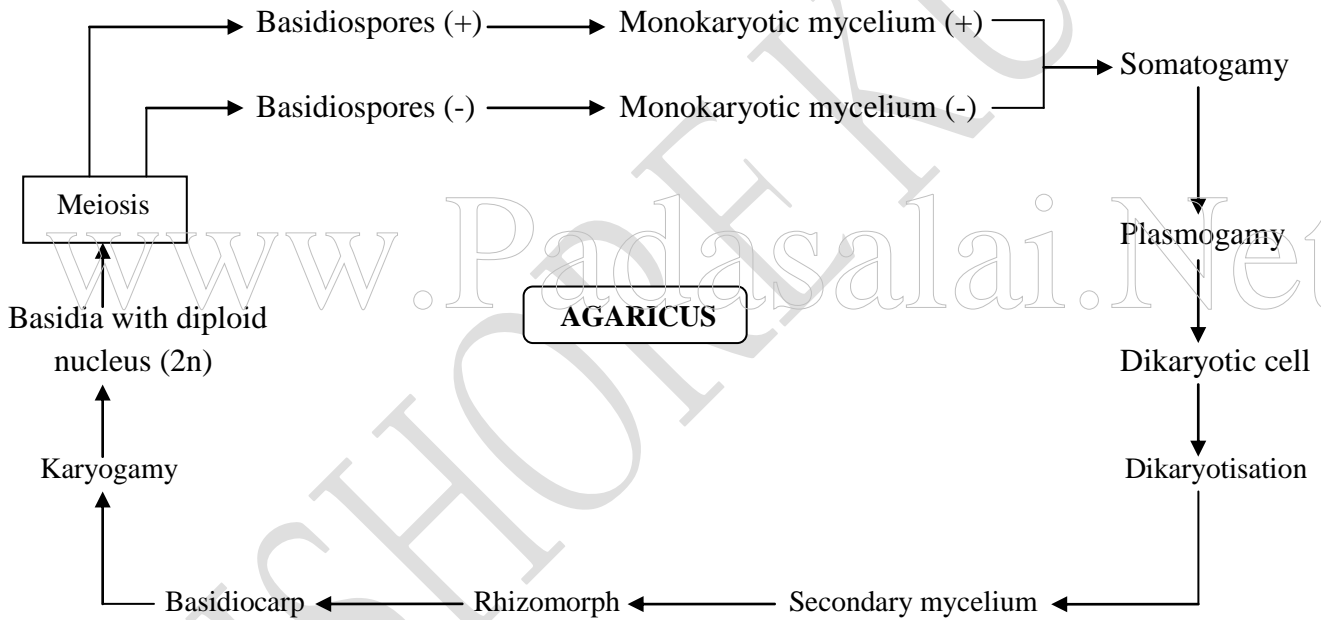 Basidiospores (+)
Monokaryotic mycelium (+)
Somatogamy
Basidiospores (-)
Monokaryotic mycelium (-)
Meiosis
www.Padasalai.Net
Plasmogamy
Basidia with diploid
nucleus (2n)
AGARICUS
Dikaryotic cell
Karyogamy
Dikaryotisation
Basidiocarp
Rhizomorph
Secondary mycelium